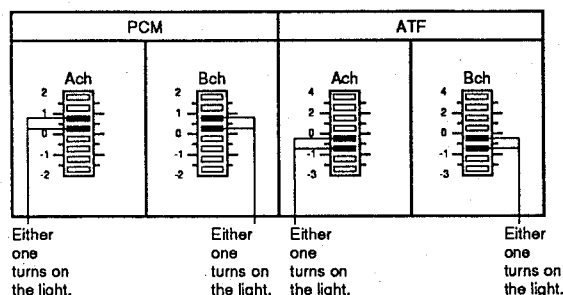 PCM ATF
Ach Bch Ach Bch
2 2 4 4
1 1 2 2
0 0 0 0
-1 -1 -1 -1
-2 -2 -3 -3
Either Either Either Either
one one one one
turns on turns on turns on turns on
the light. the light. the light. the light.